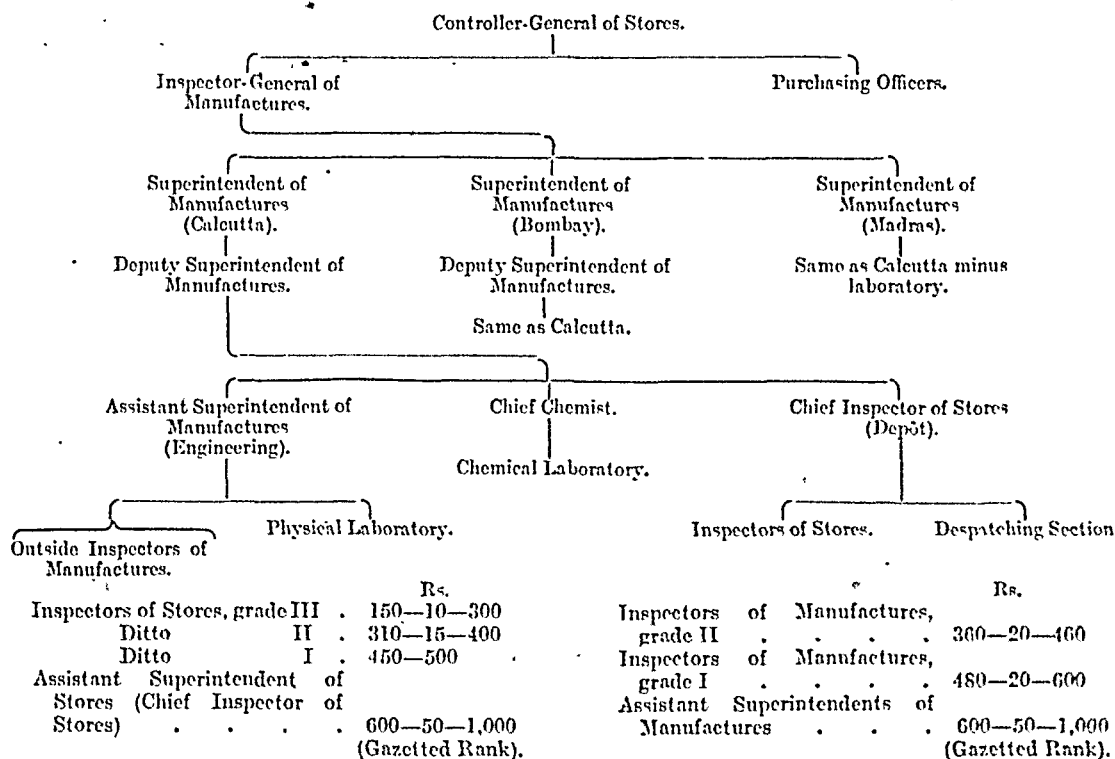 Controller-General of Stores.
Inspector-General of Manufactures.
Purchasing Officers.
Superintendent of Manufactures (Calcutta).
Superintendent of Manufactures (Bombay).
Superintendent of Manufactures (Madras).
Deputy Superintendent of Manufactures.
Deputy Superintendent of Manufactures.
Same as Calcutta minus laboratory.
Same as Calcutta.
Assistant Superintendent of Manufactures (Engineering).
Chief Chemist.
Chief Inspector of Stores (Depôt).
Chemical Laboratory.
Outside Inspectors of Manufactures.
Physical Laboratory.
Inspectors of Stores.
Despatching Section
Rs.
Inspectors of Stores, grade III . 150—10—300
Ditto II . 310—15—400
Ditto I . 450—500
Assistant Superintendent of
Stores (Chief Inspector of
Stores) . . . . 600—50—1,000
(Gazetted Rank).
Rs.
Inspectors of Manufactures,
grade II . . . . 360—20—460
Inspectors of Manufactures,
grade I . . . . 480—20—600
Assistant Superintendents of
Manufactures . . . 600—50—1,000
(Gazetted Rank).